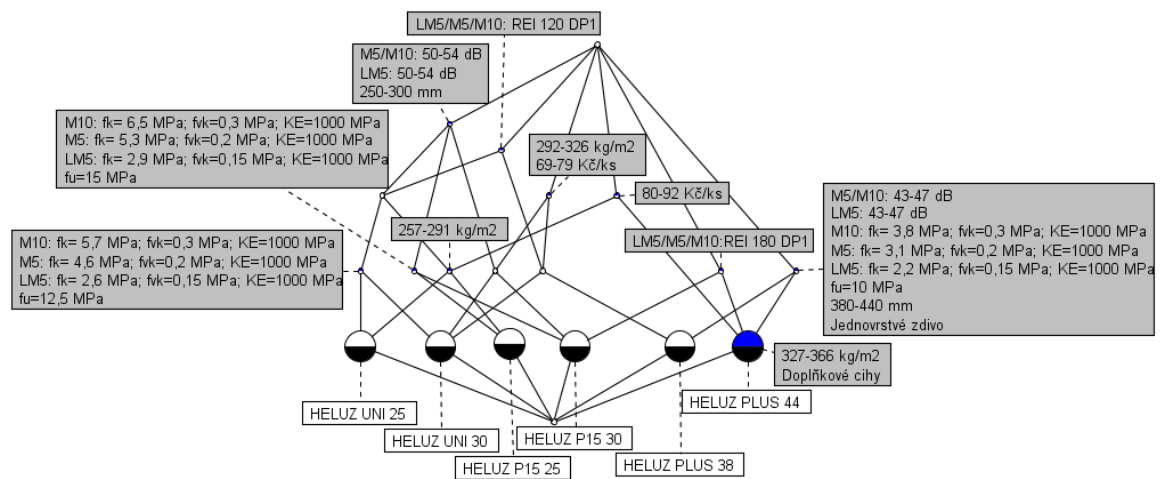 LM5/M5/M10: REI 120 DP1
M5/M10: 50-54 dB
LM5: 50-54 dB
250-300 mm
M10: fk= 6,5 MPa; fvk=0,3 MPa; KE=1000 MPa
M5: fk= 5,3 MPa; fvk=0,2 MPa; KE=1000 MPa
LM5: fk= 2,9 MPa; fvk=0,15 MPa; KE=1000 MPa
fu=15 MPa
292-326 kg/m2
69-79 Kč/ks
80-92 Kč/ks
M5/M10: 43-47 dB
LM5: 43-47 dB
M10: fk= 3,8 MPa; fvk=0,3 MPa; KE=1000 MPa
M5: fk= 3,1 MPa; fvk=0,2 MPa; KE=1000 MPa
LM5: fk= 2,2 MPa; fvk=0,15 MPa; KE=1000 MPa
fu=10 MPa
380-440 mm
Jednovrstvé zdivo
257-291 kg/m2
LM5/M5/M10:REI 180 DP1
M10: fk= 5,7 MPa; fvk=0,3 MPa; KE=1000 MPa
M5: fk= 4,6 MPa; fvk=0,2 MPa; KE=1000 MPa
LM5: fk= 2,6 MPa; fvk=0,15 MPa; KE=1000 MPa
fu=12,5 MPa
327-366 kg/m2
Doplňkové cihy
HELUZ UNI 25
HELUZ UNI 30
HELUZ P15 25
HELUZ P15 30
HELUZ PLUS 38
HELUZ PLUS 44